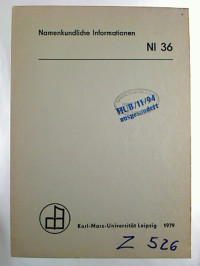 Namenkundliche Informationen
NI 36
HUB/11/94
ausgesondert
Karl-Marx-Universität Leipzig 1979
Z 526